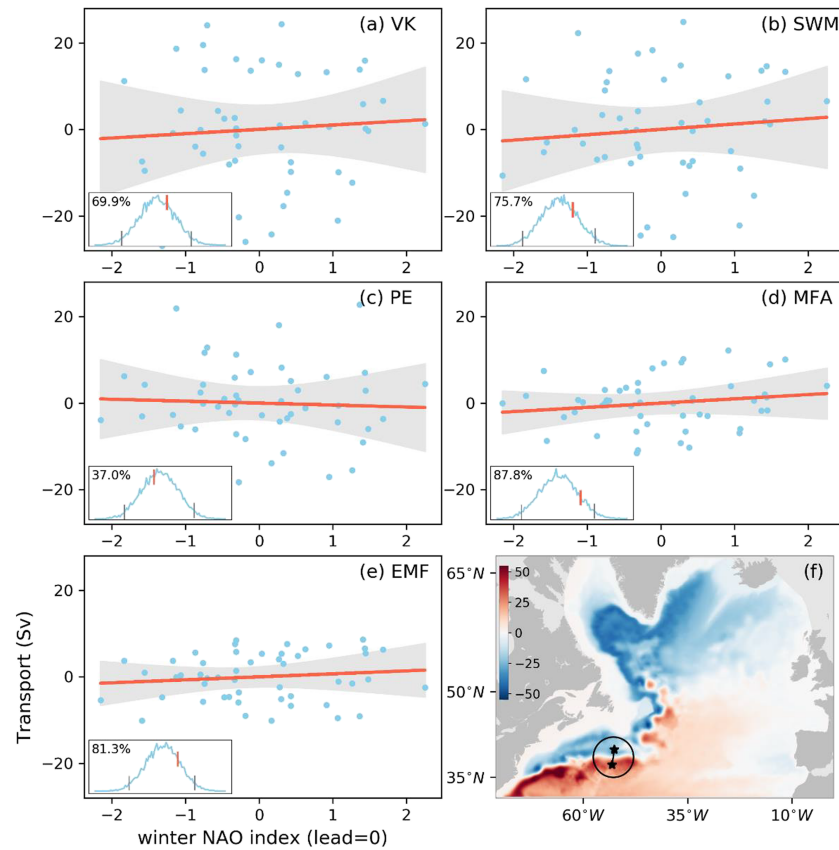 (a) VK
20
0
−20
69.9%
−2 −1 0 1 2
(b) SWM
20
0
−20
75.7%
−2 −1 0 1 2
(c) PE
20
0
−20
37.0%
−2 −1 0 1 2
(d) MFA
20
0
−20
87.8%
−2 −1 0 1 2
(e) EMF
20
0
−20
81.3%
−2 −1 0 1 2
Transport (Sv)
winter NAO index (lead=0)
(f)
65°N
50°N
35°N
50
25
0
−25
−50
60°W 35°W 10°W